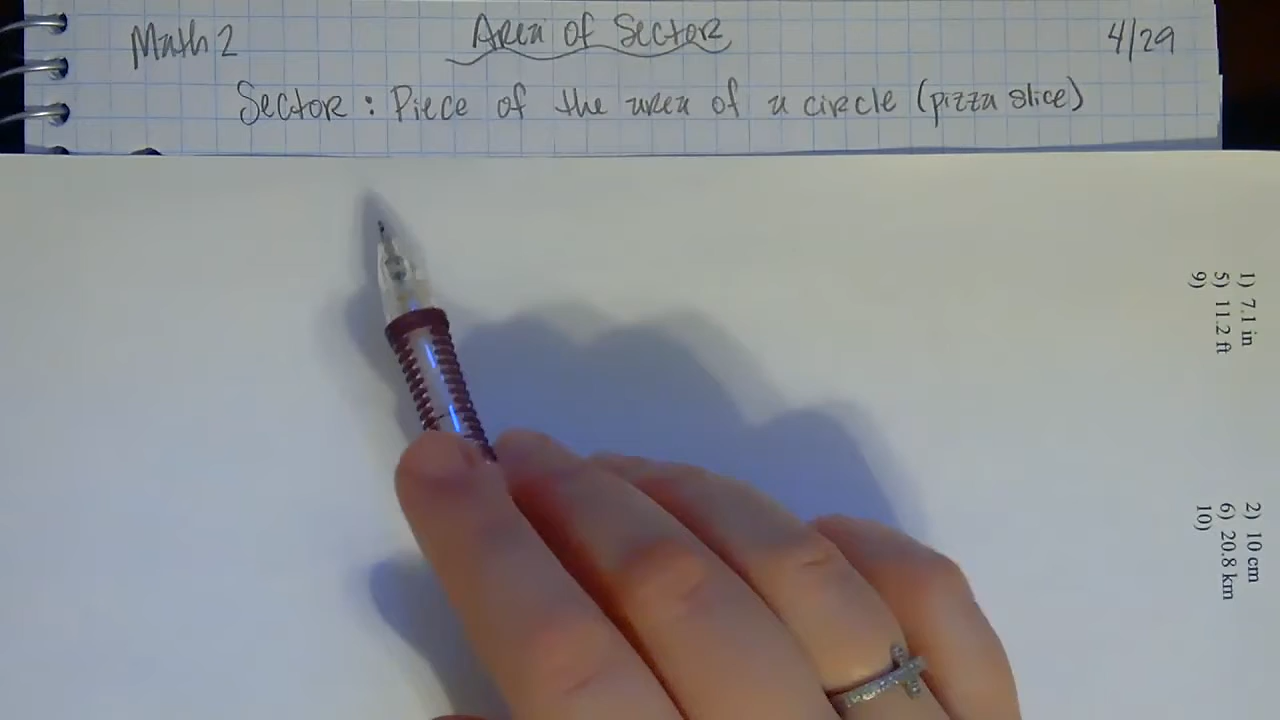 Math 2 Area of Sector 4/29
Sector: Piece of the area of a circle (pizza slice)
1) 7.1 in 2) 10 cm
5) 11.2 ft 6) 20.8 km
9) 10)